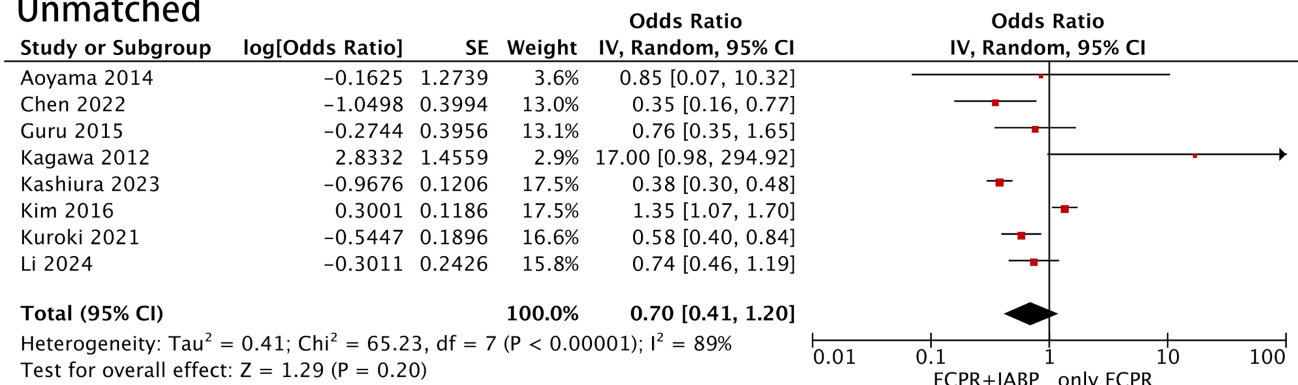 Unmatched
Odds Ratio Odds Ratio
Study or Subgroup log[Odds Ratio] SE Weight IV, Random, 95% CI IV, Random, 95% CI
Aoyama 2014 −0.1625 1.2739 3.6% 0.85 [0.07, 10.32]
Chen 2022 −1.0498 0.3994 13.0% 0.35 [0.16, 0.77]
Guru 2015 −0.2744 0.3956 13.1% 0.76 [0.35, 1.65]
Kagawa 2012 2.8332 1.4559 2.9% 17.00 [0.98, 294.92]
Kashiura 2023 −0.9676 0.1206 17.5% 0.38 [0.30, 0.48]
Kim 2016 0.3001 0.1186 17.5% 1.35 [1.07, 1.70]
Kuroki 2021 −0.5447 0.1896 16.6% 0.58 [0.40, 0.84]
Li 2024 −0.3011 0.2426 15.8% 0.74 [0.46, 1.19]
Total (95% CI) 100.0% 0.70 [0.41, 1.20]
Heterogeneity: Tau² = 0.41; Chi² = 65.23, df = 7 (P < 0.00001); I² = 89%
0.01 0.1 1 10 100
Test for overall effect: Z = 1.29 (P = 0.20)
ECPR+IABP only ECPR